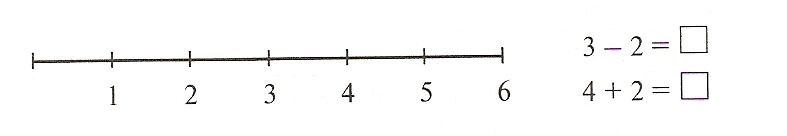 1 2 3 4 5 6
3 – 2 = □
4 + 2 = □